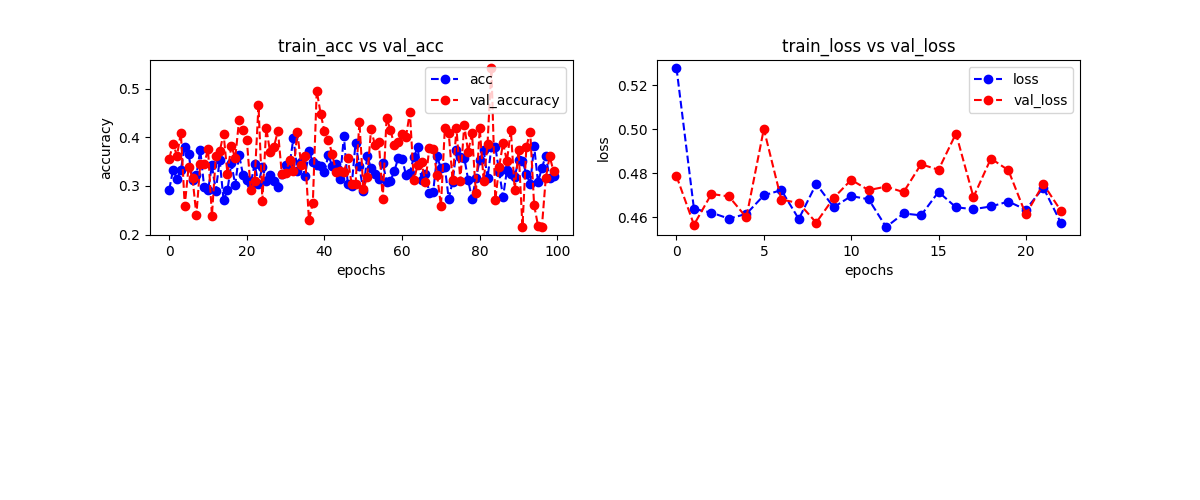 train_acc vs val_acc
acc
val_accuracy
accuracy
0.5
0.4
0.3
0.2
0 20 40 60 80 100
epochs
train_loss vs val_loss
loss
val_loss
loss
0.52
0.50
0.48
0.46
0 5 10 15 20
epochs